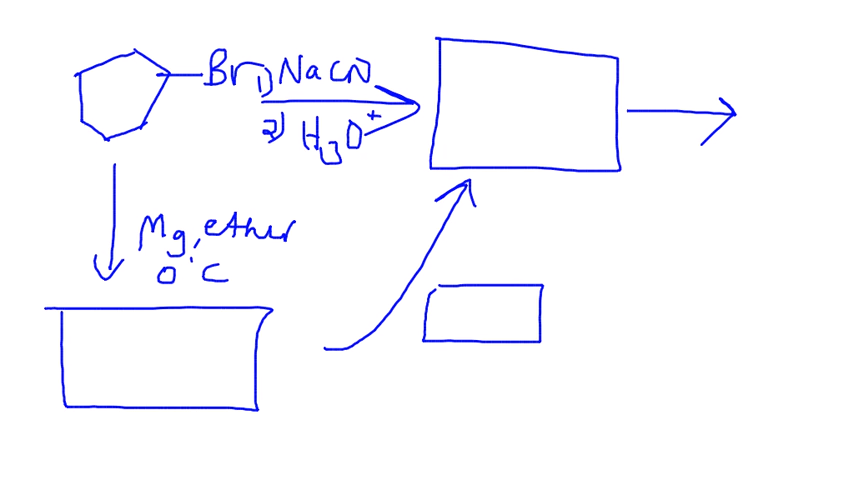 Br 1) NaCN
2) H₃O⁺
Mg, ether
0°C